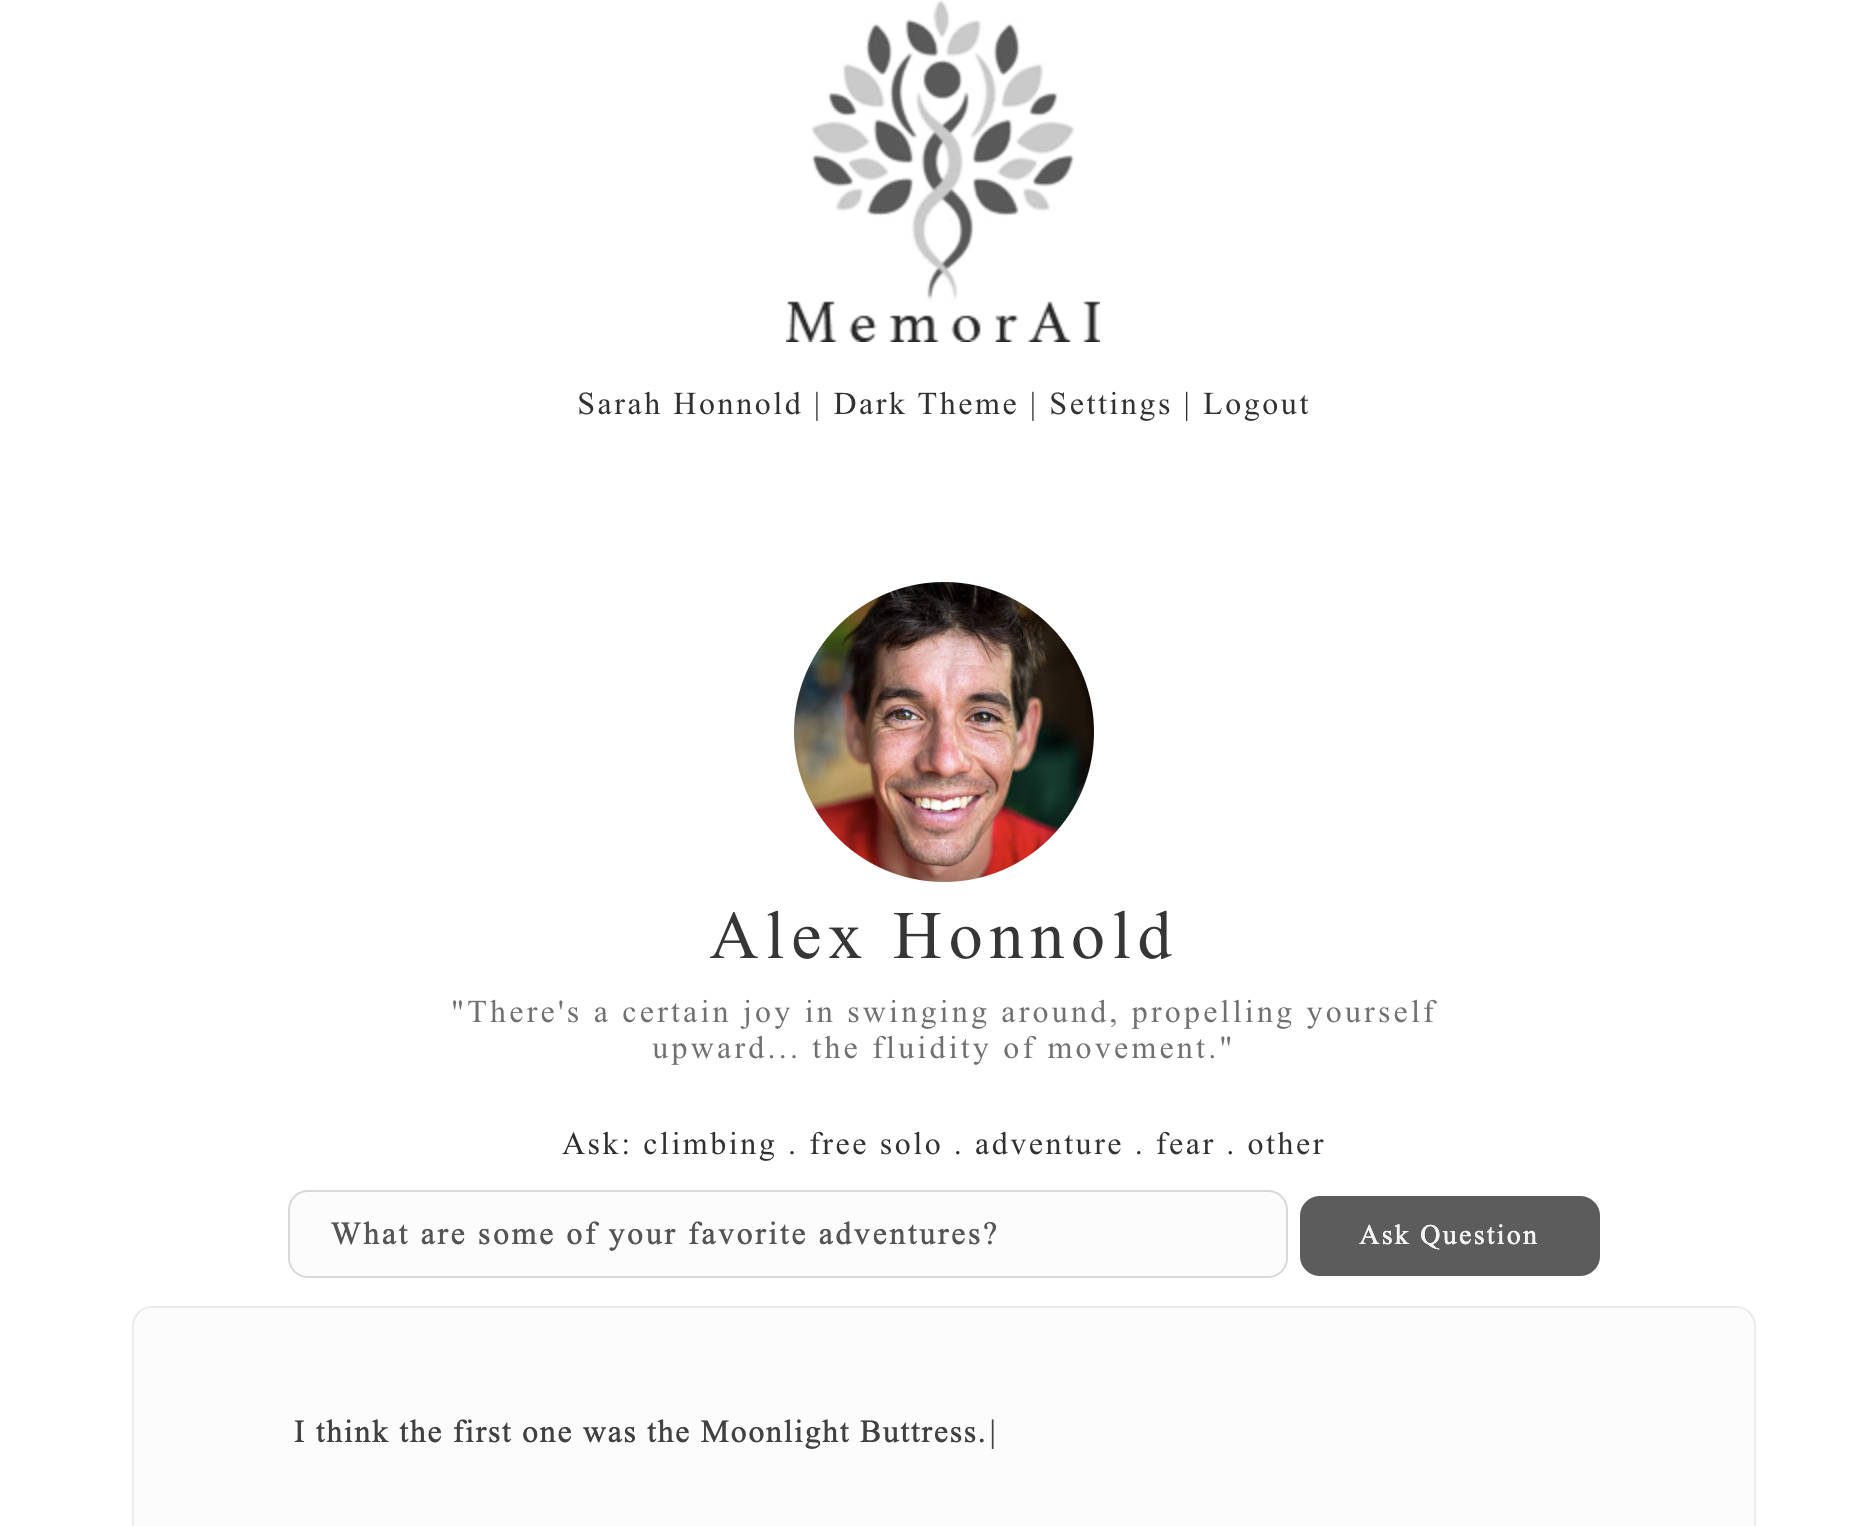 MemorAI
Sarah Honnold | Dark Theme | Settings | Logout
Alex Honnold
"There's a certain joy in swinging around, propelling yourself
upward... the fluidity of movement."
Ask: climbing . free solo . adventure . fear . other
What are some of your favorite adventures?
Ask Question
I think the first one was the Moonlight Buttress.|